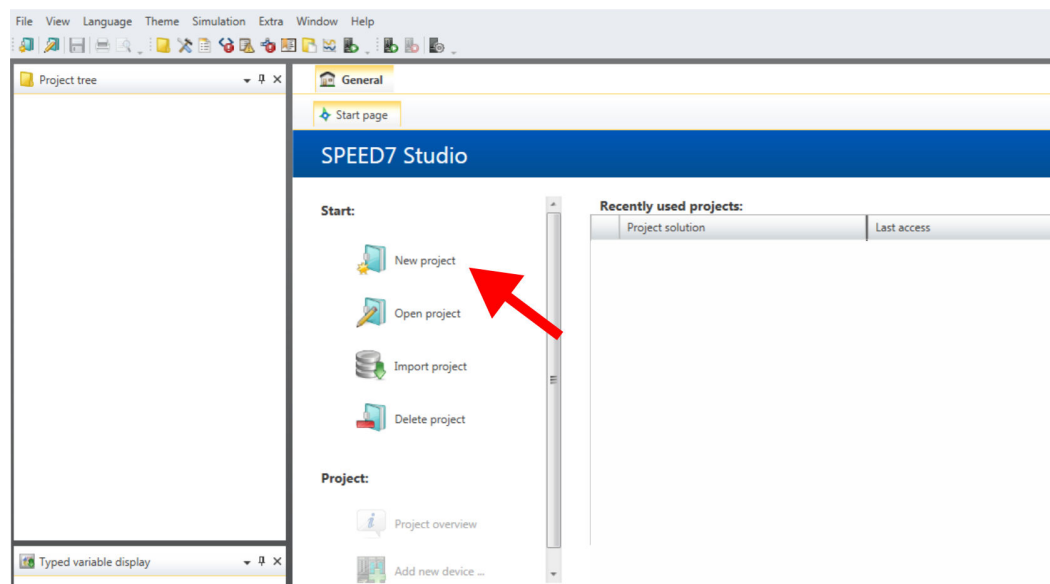 File View Language Theme Simulation Extra Window Help
Project tree
General
Start page
SPEED7 Studio
Start:
New project
Open project
Import project
Delete project
Project:
Project overview
Add new device ...
Recently used projects:
Project solution Last access
Typed variable display